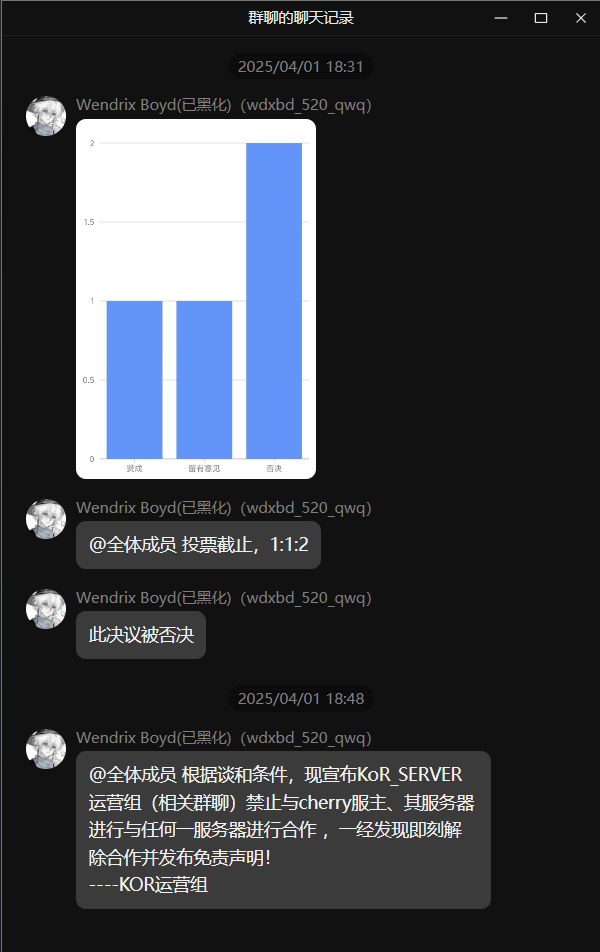 群聊的聊天记录
2025/04/01 18:31
Wendrix Boyd(已黑化)（wdxbd_520_qwq）
2
1.5
1
0.5
0
赞成
留有意见
否决
Wendrix Boyd(已黑化)（wdxbd_520_qwq）
@全体成员 投票截止，1:1:2
Wendrix Boyd(已黑化)（wdxbd_520_qwq）
此决议被否决
2025/04/01 18:48
Wendrix Boyd(已黑化)（wdxbd_520_qwq）
@全体成员 根据谈和条件，现宣布KoR_SERVER
运营组（相关群聊）禁止与cherry服主、其服务器
进行与任何一服务器进行合作 ，一经发现即刻解
除合作并发布免责声明！
----KOR运营组